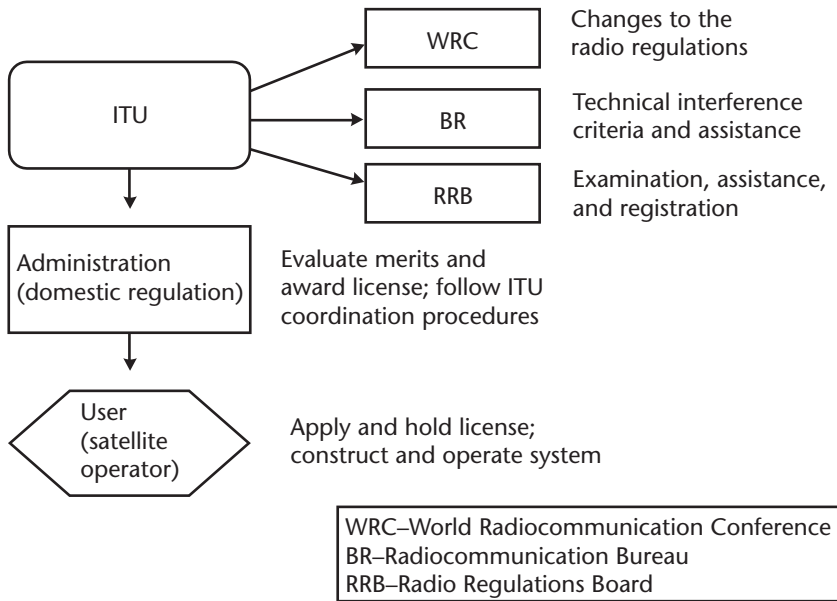 WRC
Changes to the
radio regulations
ITU
BR
Technical interference
criteria and assistance
RRB
Examination, assistance,
and registration
Administration
(domestic regulation)
Evaluate merits and
award license; follow ITU
coordination procedures
User
(satellite
operator)
Apply and hold license;
construct and operate system
WRC–World Radiocommunication Conference
BR–Radiocommunication Bureau
RRB–Radio Regulations Board